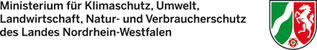 Ministerium für Klimaschutz, Umwelt,
Landwirtschaft, Natur- und Verbraucherschutz
des Landes Nordrhein-Westfalen